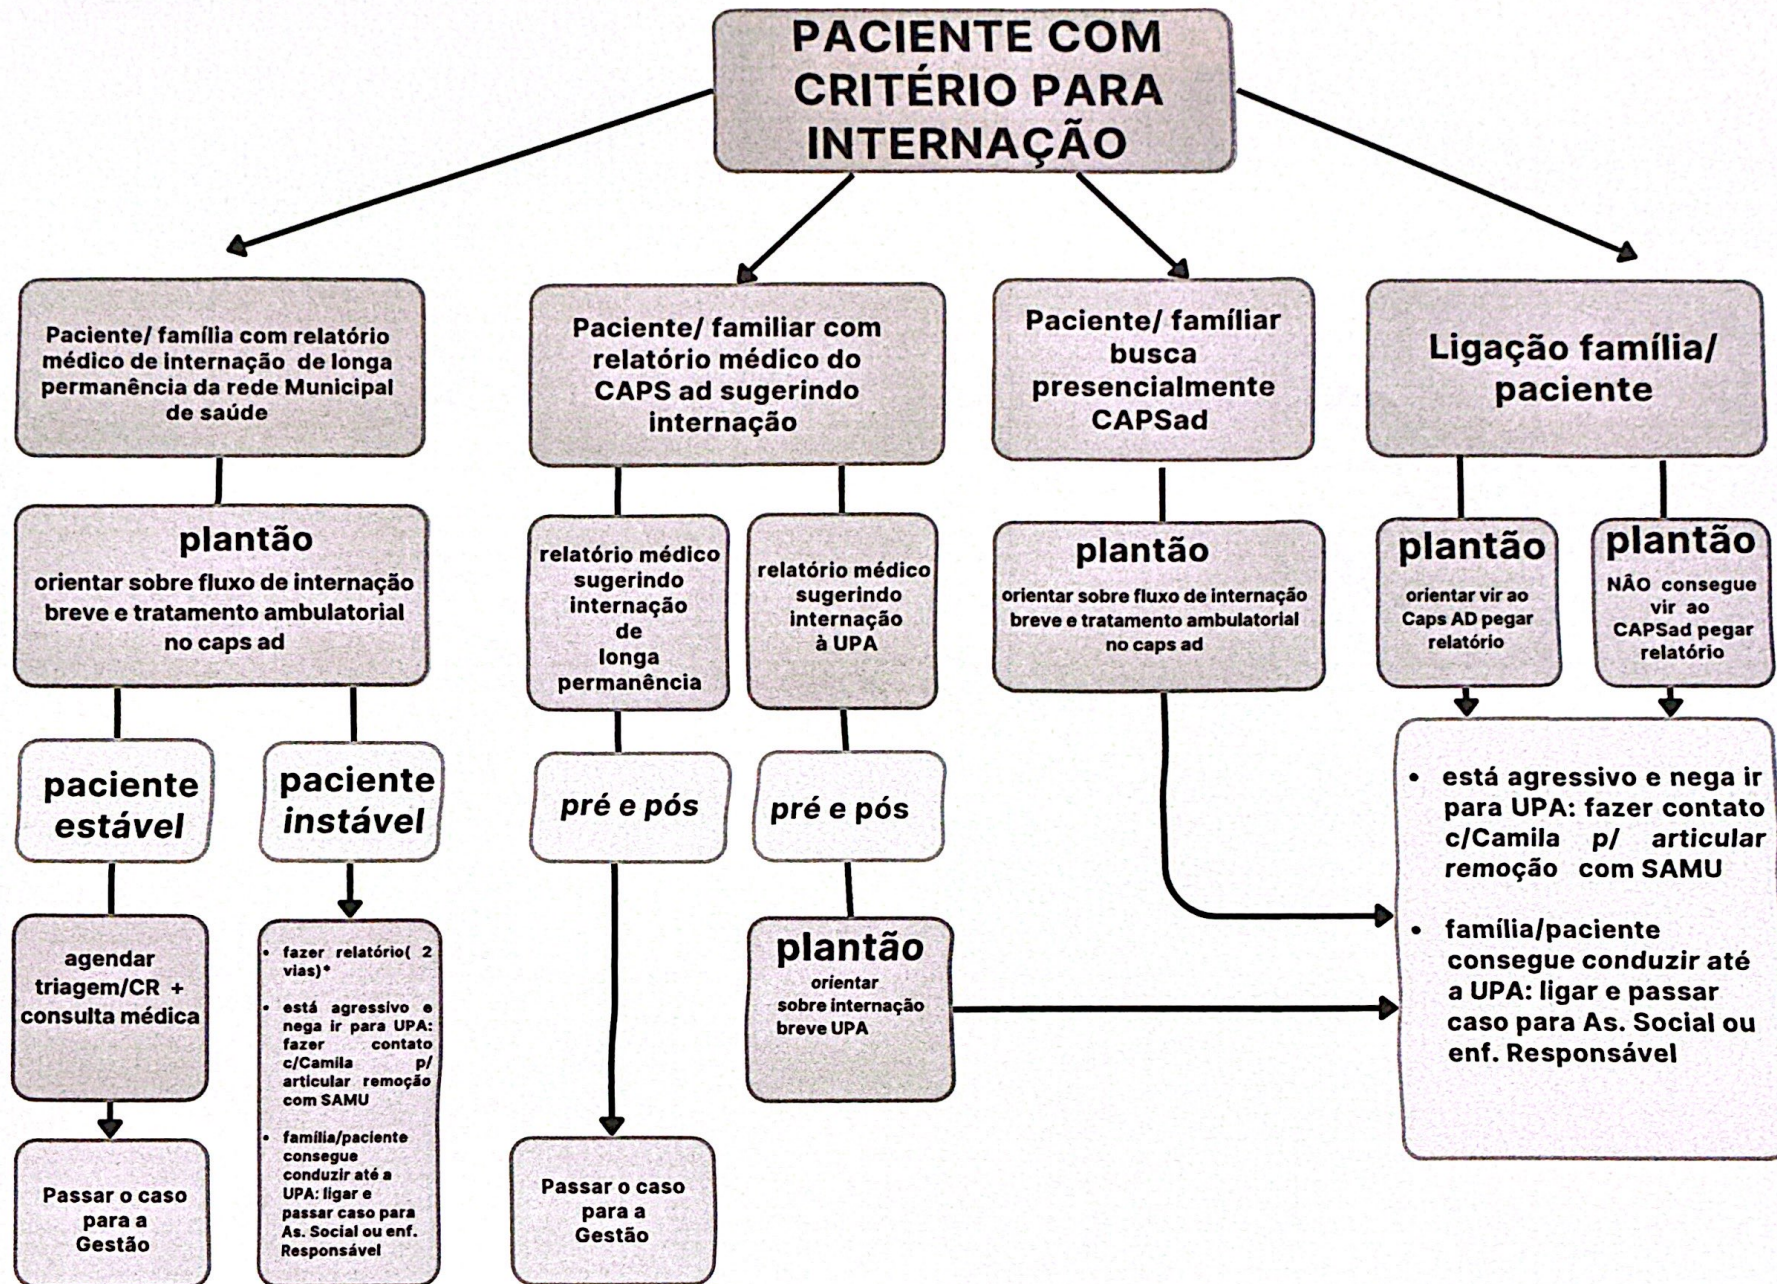 PACIENTE COM
CRITÉRIO PARA
INTERNAÇÃO
Paciente/ família com relatório
médico de internação de longa
permanência da rede Municipal
de saúde
Paciente/ familiar com
relatório médico do
CAPS ad sugerindo
internação
Paciente/ famíliar
busca
presencialmente
CAPSad
Ligação família/
paciente
plantão
orientar sobre fluxo de internação
breve e tratamento ambulatorial
no caps ad
relatório médico
sugerindo
internação
de
longa
permanência
relatório médico
sugerindo
internação
à UPA
plantão
orientar sobre fluxo de internação
breve e tratamento ambulatorial
no caps ad
plantão
orientar vir ao
Caps AD pegar
relatório
plantão
NÃO consegue
vir ao
CAPSad pegar
relatório
paciente
estável
paciente
instável
pré e pós
pré e pós
• está agressivo e nega ir
para UPA: fazer contato
c/Camila p/ articular
remoção com SAMU
• família/paciente
consegue conduzir até
a UPA: ligar e passar
caso para As. Social ou
enf. Responsável
agendar
triagem/CR +
consulta médica
• fazer relatório( 2
vias)*
• está agressivo e
nega ir para UPA:
fazer contato
c/Camila p/
articular remoção
com SAMU
• família/paciente
consegue
conduzir até a
UPA: ligar e
passar caso para
As. Social ou enf.
Responsável
plantão
orientar
sobre internação
breve UPA
Passar o caso
para a
Gestão
Passar o caso
para a
Gestão